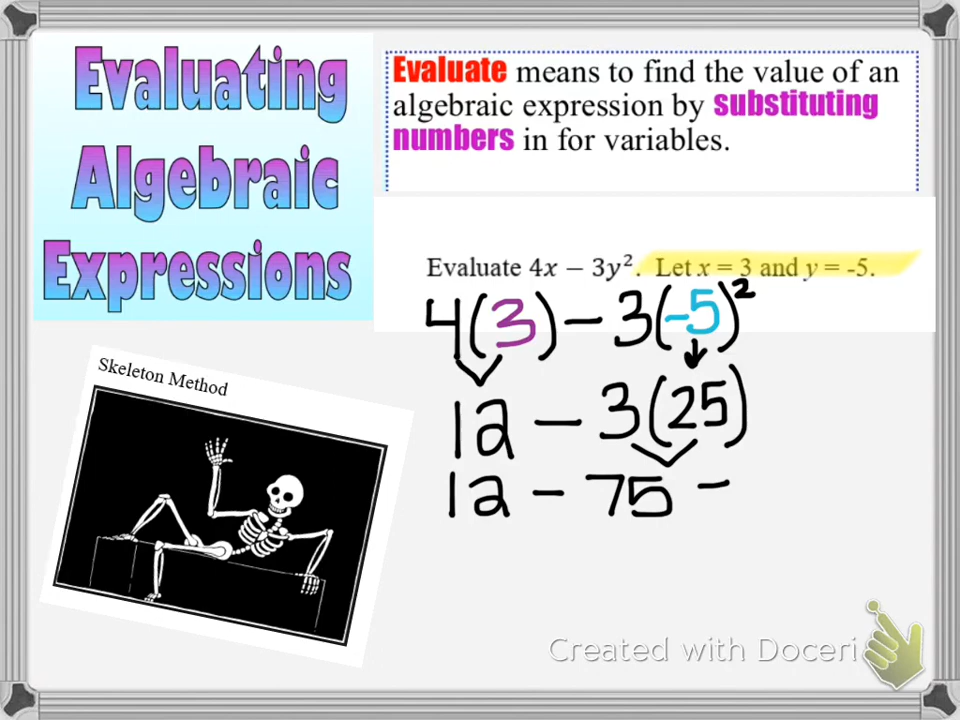 Evaluating
Algebraic
Expressions
Evaluate means to find the value of an
algebraic expression by substituting
numbers in for variables.
Evaluate 4x − 3y². Let x = 3 and y = -5.
4(3) − 3(-5)²
12 − 3(25)
12 − 75 −
Skeleton Method
Created with Doceri